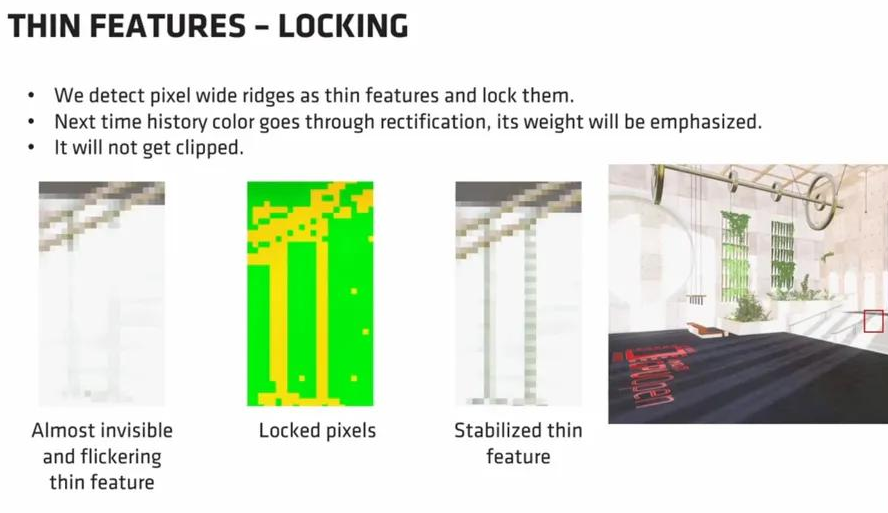 THIN FEATURES – LOCKING
• We detect pixel wide ridges as thin features and lock them.
• Next time history color goes through rectification, its weight will be emphasized.
• It will not get clipped.
Almost invisible
and flickering
thin feature
Locked pixels
Stabilized thin
feature